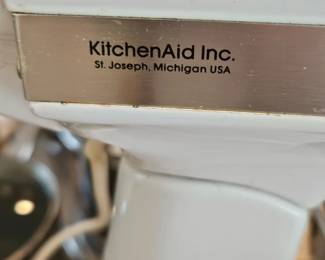 KitchenAid Inc.
St. Joseph, Michigan USA